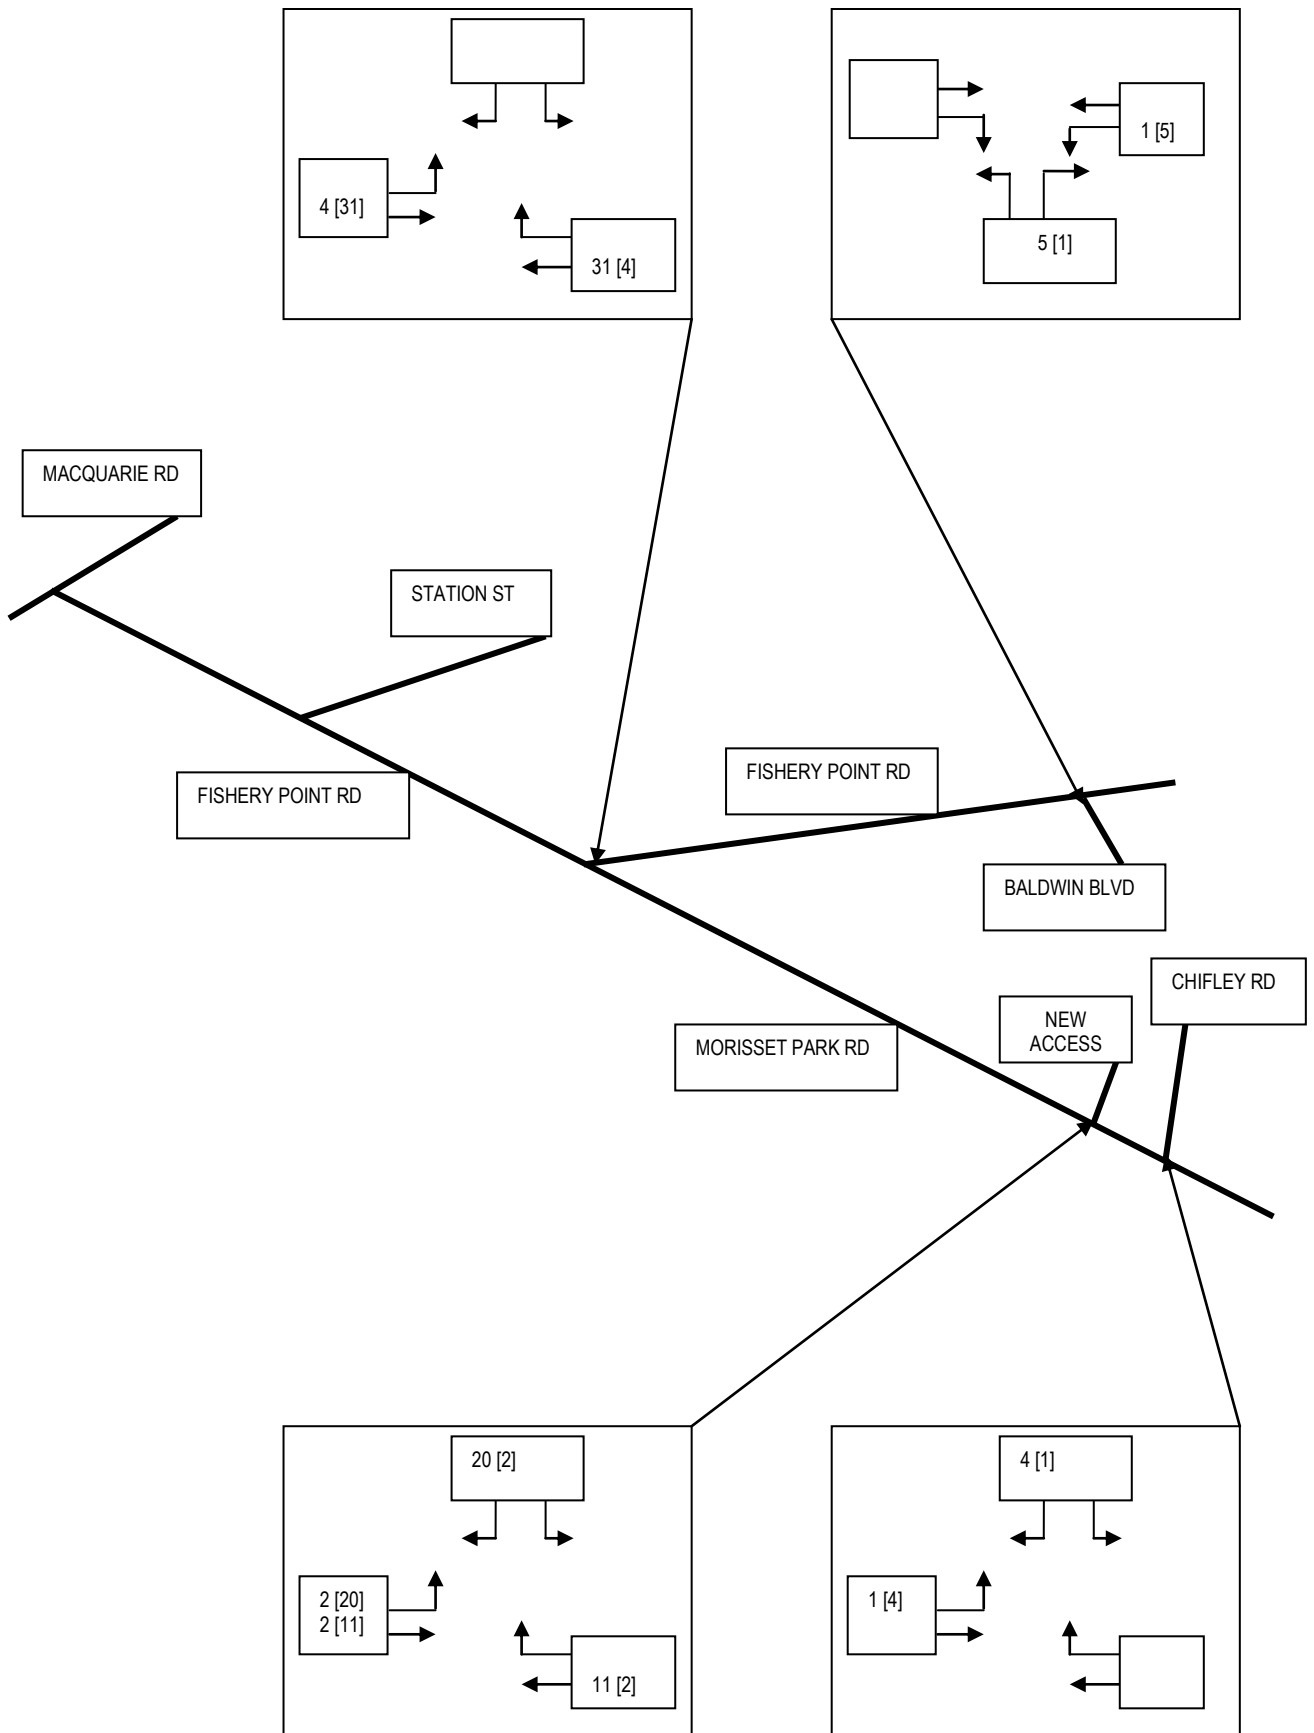 4 [31]
31 [4]
1 [5]
5 [1]
MACQUARIE RD
STATION ST
FISHERY POINT RD
FISHERY POINT RD
BALDWIN BLVD
CHIFLEY RD
NEW
ACCESS
MORISSET PARK RD
20 [2]
2 [20]
2 [11]
11 [2]
4 [1]
1 [4]